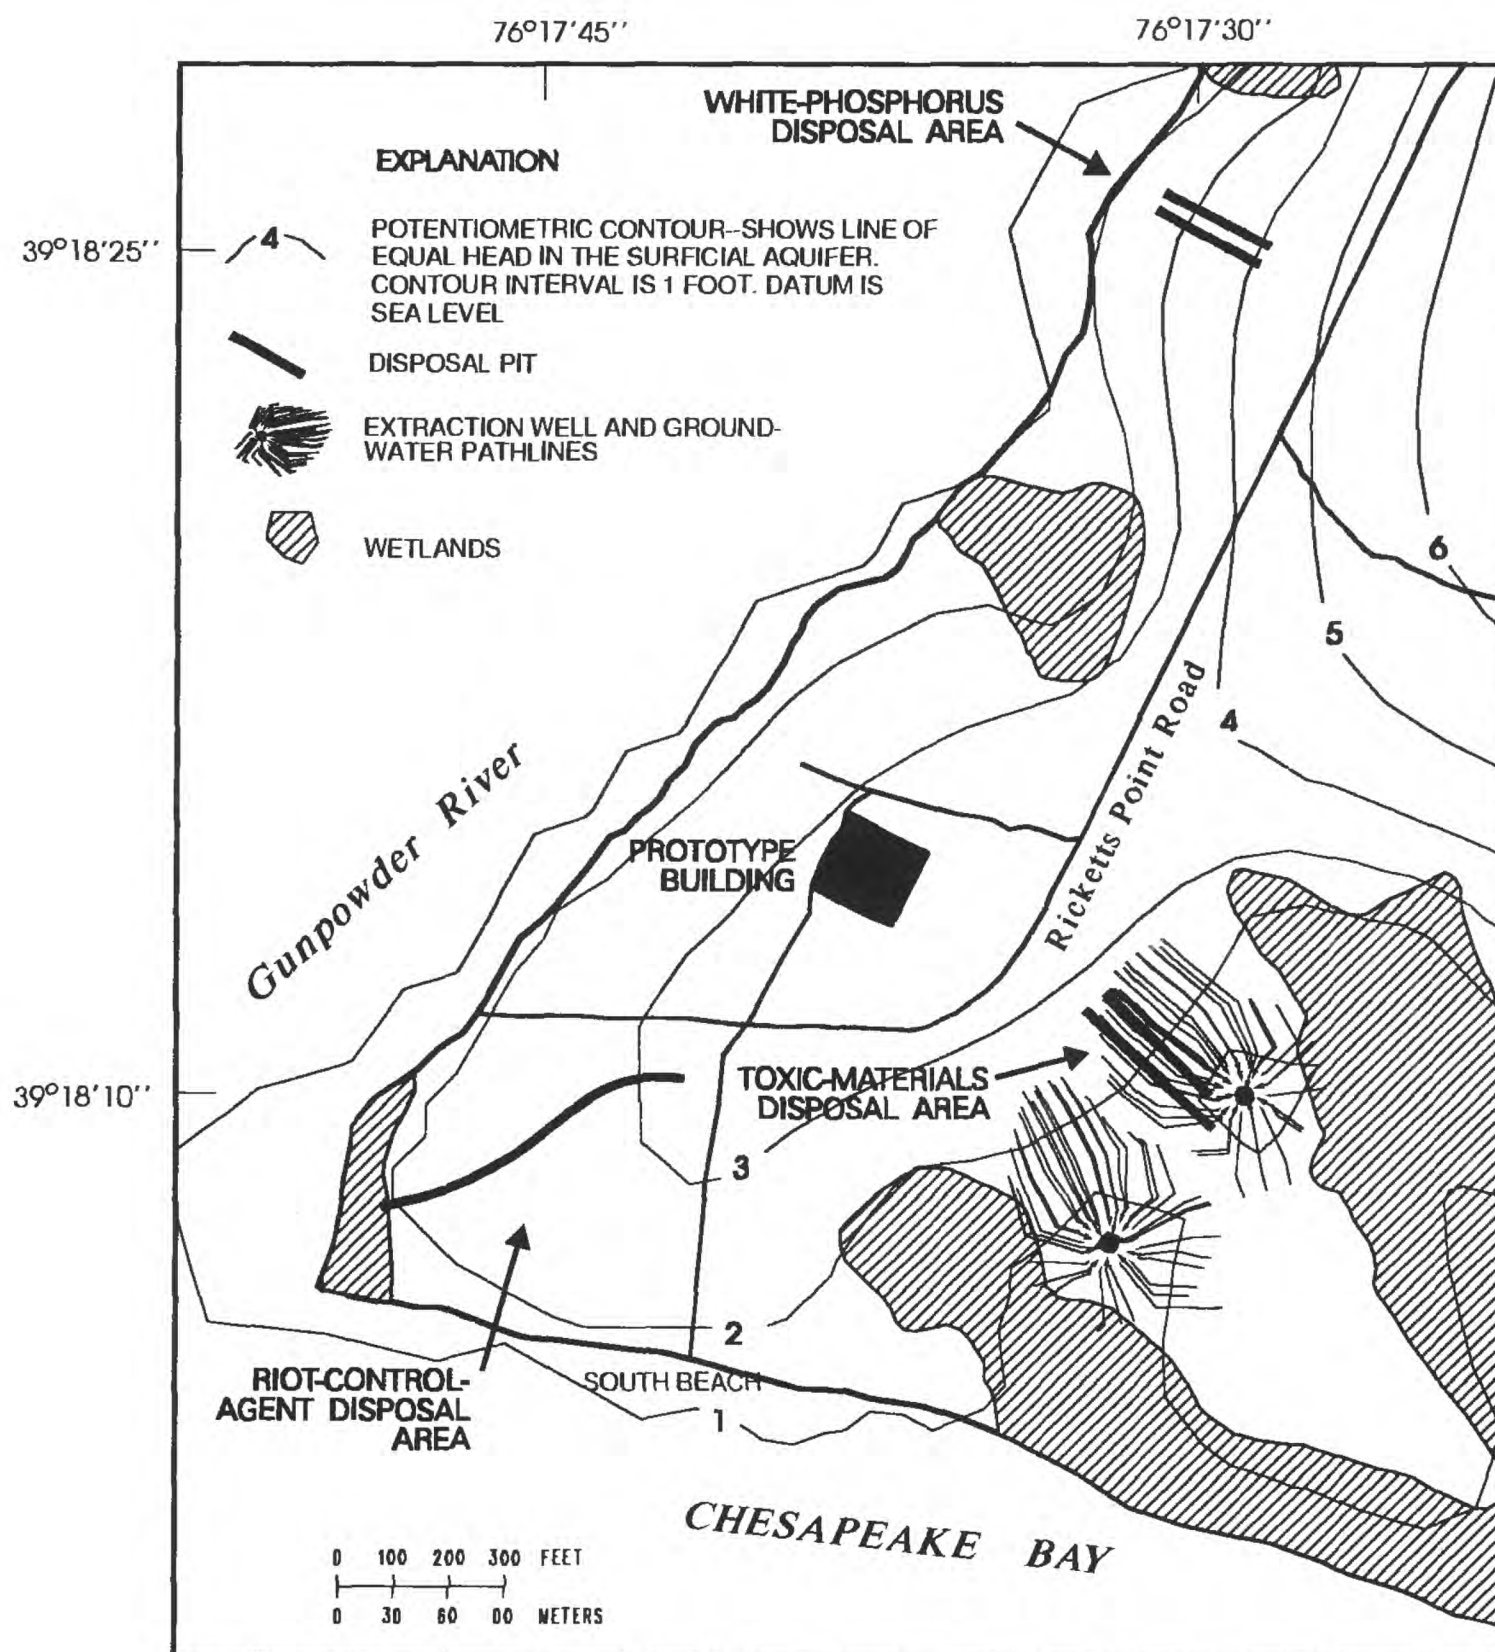 76°17'45''
76°17'30''
WHITE-PHOSPHORUS
DISPOSAL AREA
EXPLANATION
39°18'25''
4
POTENTIOMETRIC CONTOUR--SHOWS LINE OF
EQUAL HEAD IN THE SURFICIAL AQUIFER.
CONTOUR INTERVAL IS 1 FOOT. DATUM IS
SEA LEVEL
DISPOSAL PIT
EXTRACTION WELL AND GROUND-
WATER PATHLINES
WETLANDS
6
5
4
Ricketts Point Road
Gunpowder River
PROTOTYPE
BUILDING
39°18'10''
TOXIC-MATERIALS
DISPOSAL AREA
3
2
RIOT-CONTROL-
AGENT DISPOSAL
AREA
SOUTH BEACH
1
CHESAPEAKE BAY
0 100 200 300 FEET
0 30 60 00 METERS